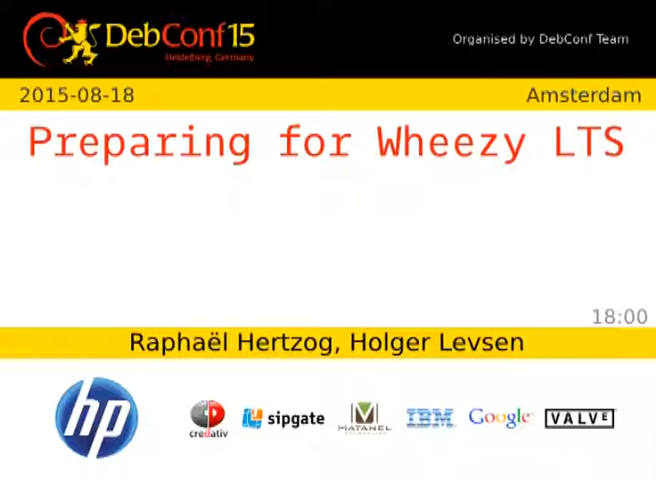 DebConf15
Heidelberg, Germany
Organised by DebConf Team
2015-08-18
Amsterdam
Preparing for Wheezy LTS
18:00
Raphaël Hertzog, Holger Levsen
hp
credativ
sipgate
MATANEL
IBM
Google
VALVE